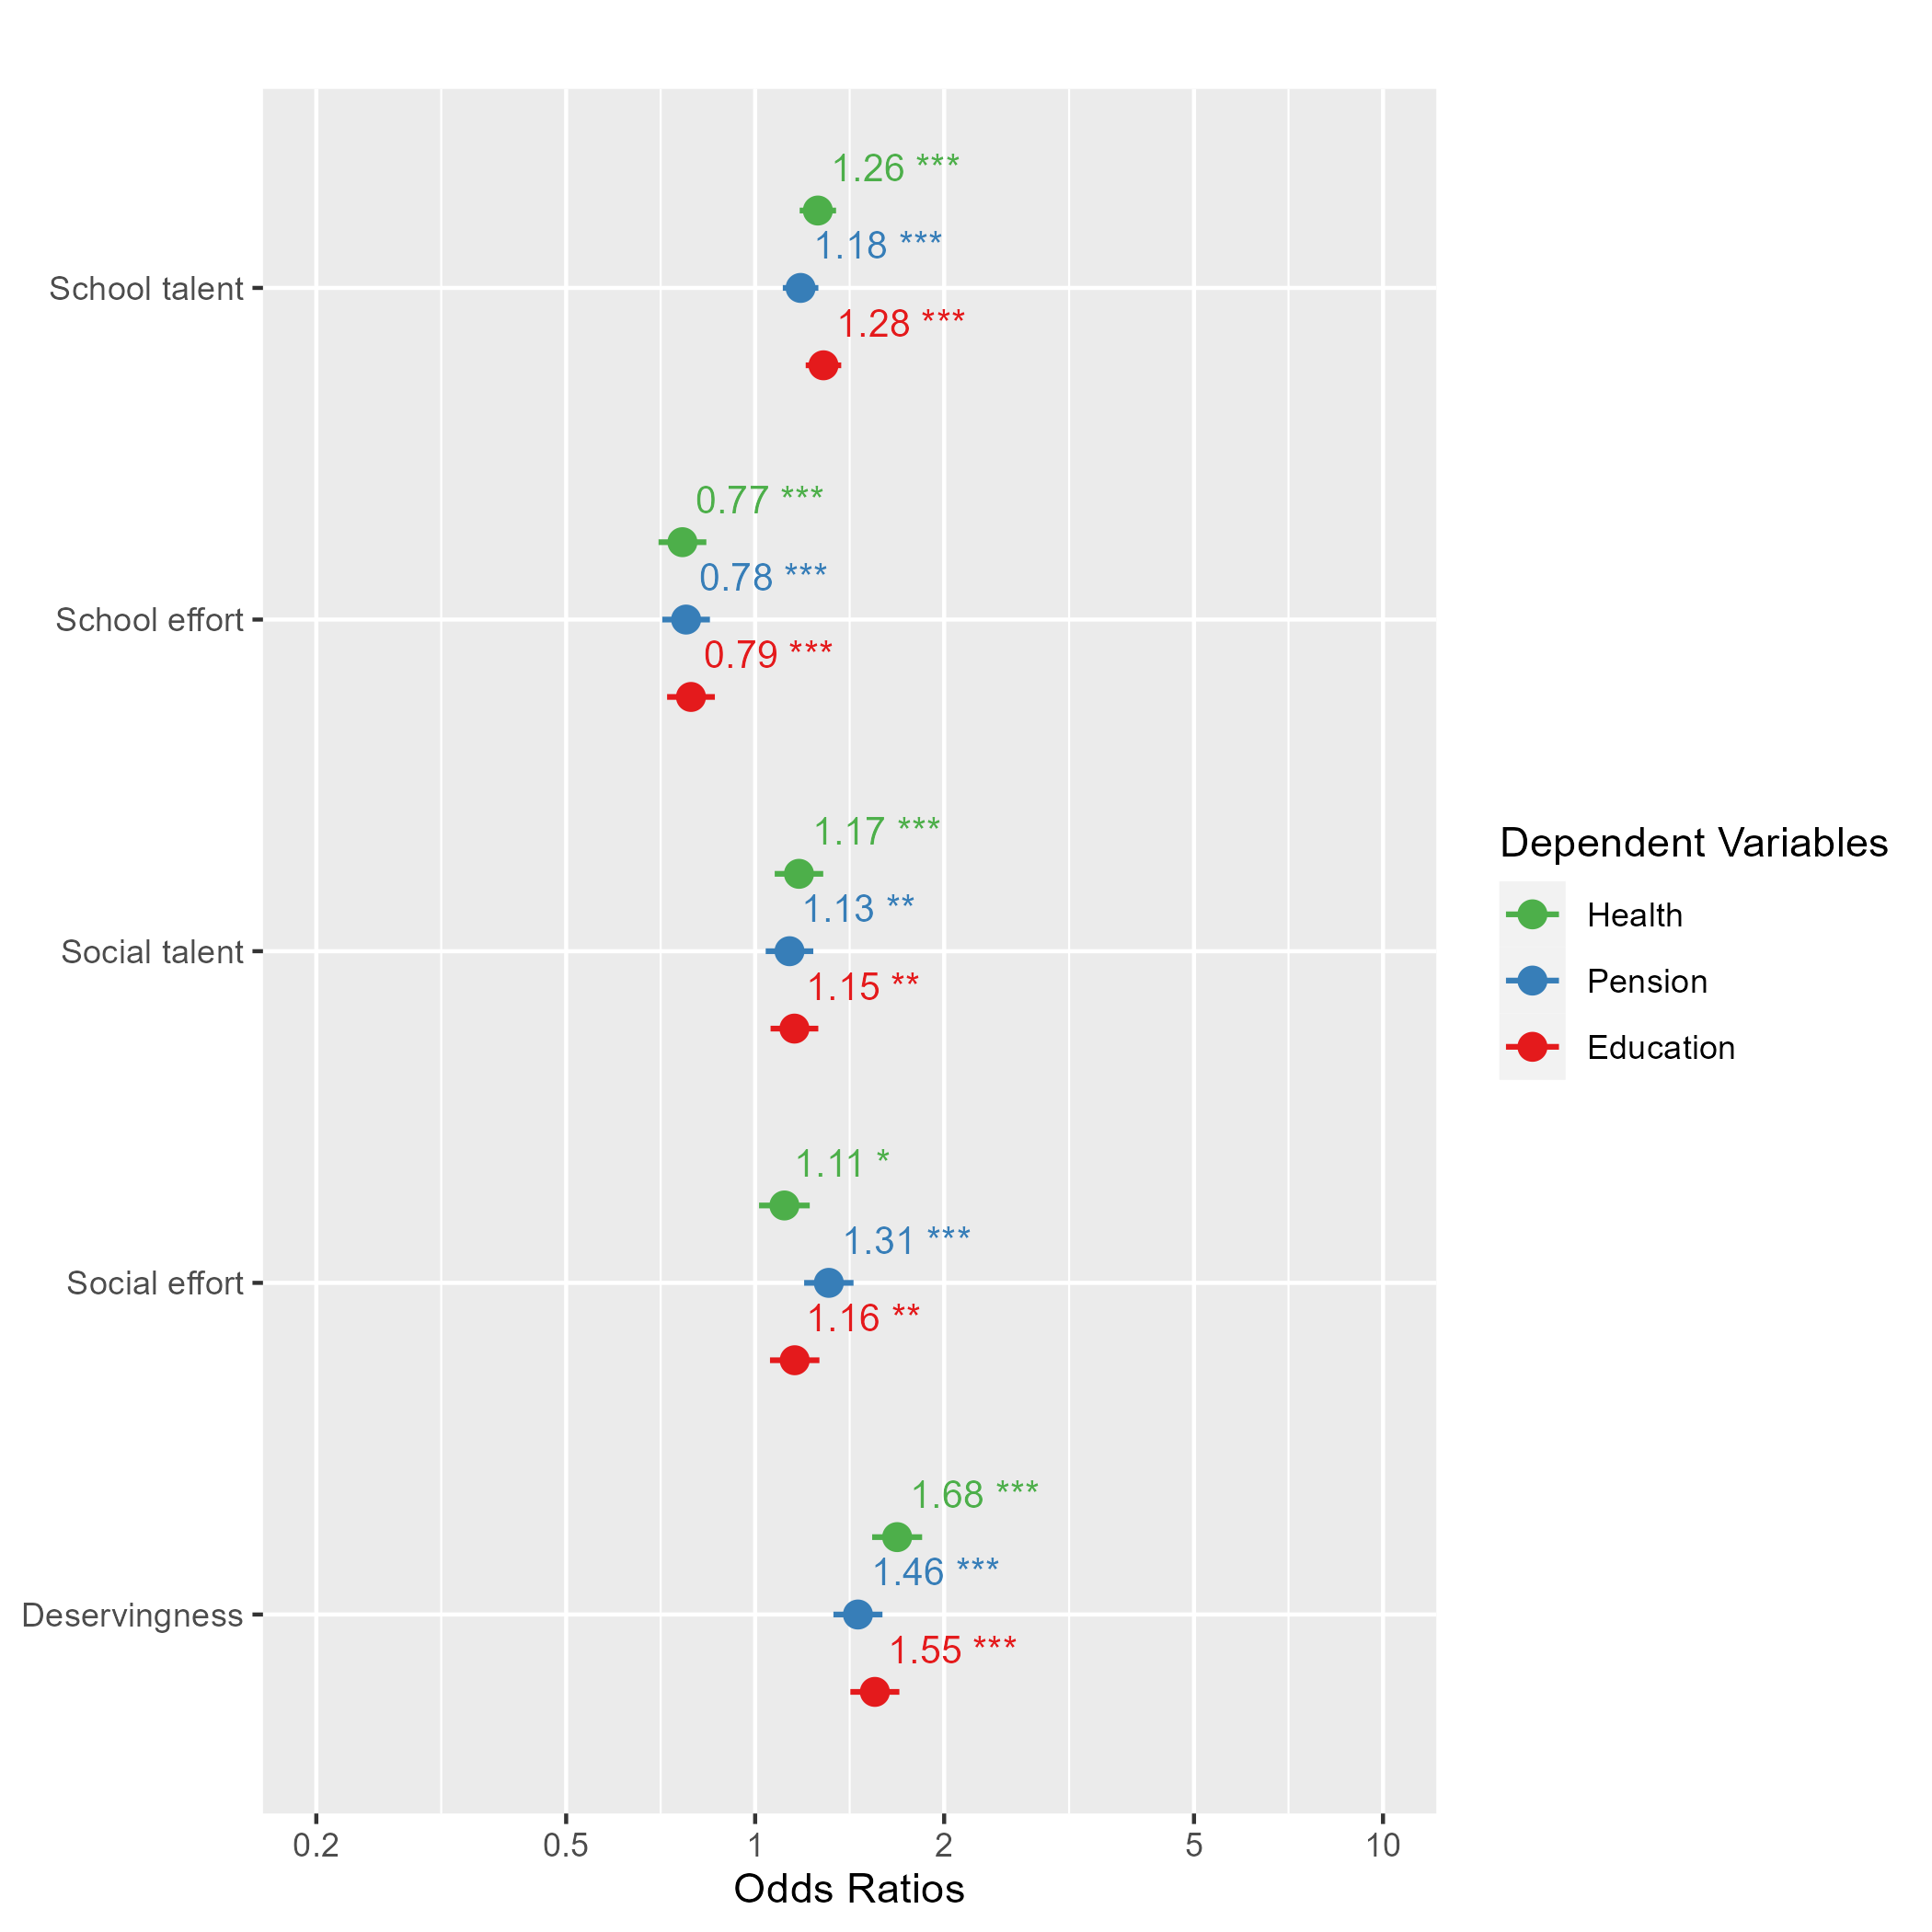 1.26 ***
1.18 ***
School talent
1.28 ***
0.77 ***
0.78 ***
School effort
0.79 ***
1.17 ***
1.13 **
Social talent
1.15 **
1.11 *
1.31 ***
Social effort
1.16 **
1.68 ***
1.46 ***
Deservingness
1.55 ***
0.2 0.5 1 2 5 10
Odds Ratios
Dependent Variables
Health
Pension
Education